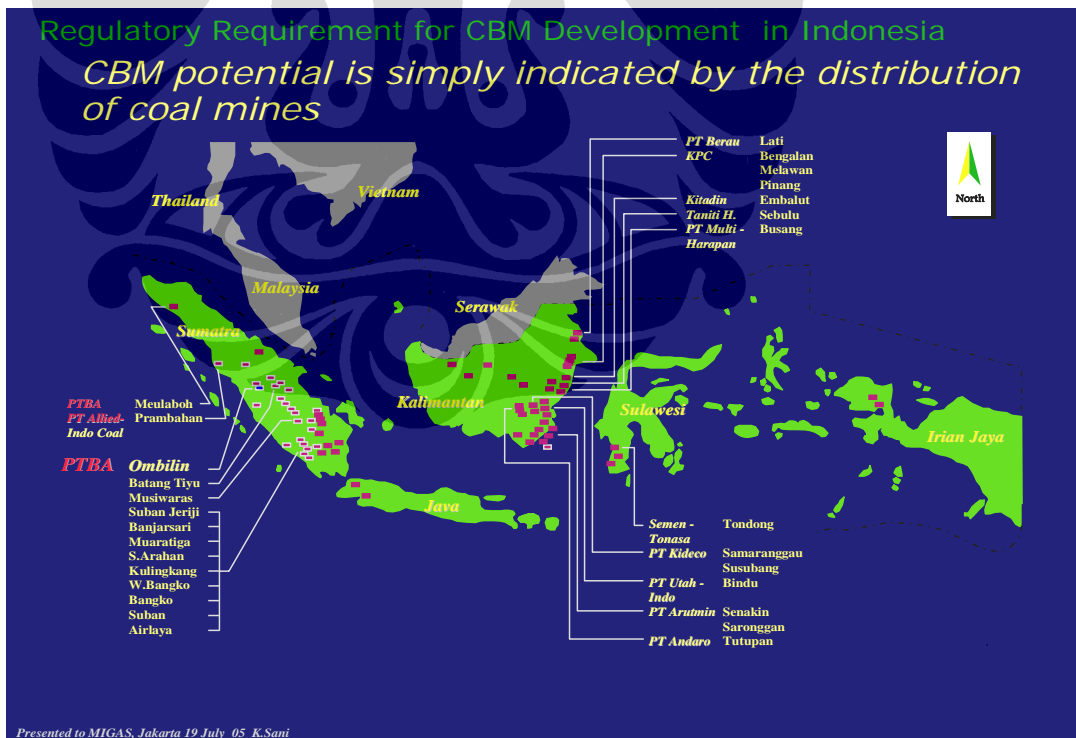 Regulatory Requirement for CBM Development in Indonesia
CBM potential is simply indicated by the distribution
of coal mines
PT Berau Lati
KPC Bengalan
Melawan
Pinang
Kitadin Embalut
Taniti H. Sebulu
PT Multi - Busang
Harapan
North
Thailand
Vietnam
Malaysia
Serawak
Sumatra
Kalimantan
Sulawesi
Irian Jaya
Java
PTBA Meulaboh
PT Allied- Prambahan
Indo Coal
PTBA Ombilin
Batang Tiyu
Musiwaras
Suban Jeriji
Banjarsari
Muaratiga
S.Arahan
Kulingkang
W.Bangko
Bangko
Suban
Airlaya
Semen - Tondong
Tonasa
PT Kideco Samaranggau
Susubang
PT Utah - Bindu
Indo
PT Arutmin Senakin
Saronggan
PT Andaro Tutupan
Presented to MIGAS, Jakarta 19 July 05 K.Sani